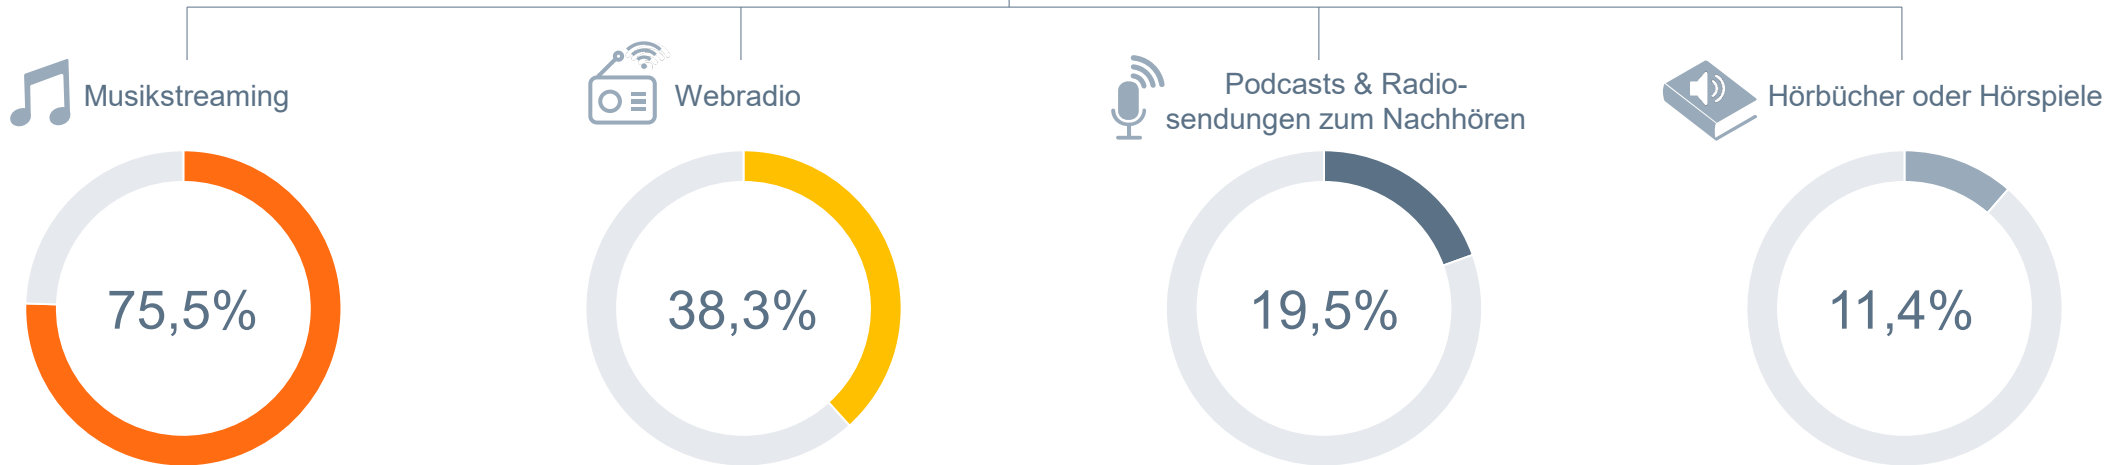 Musikstreaming
Webradio
Podcasts & Radio-
sendungen zum Nachhören
Hörbücher oder Hörspiele
75,5%
38,3%
19,5%
11,4%